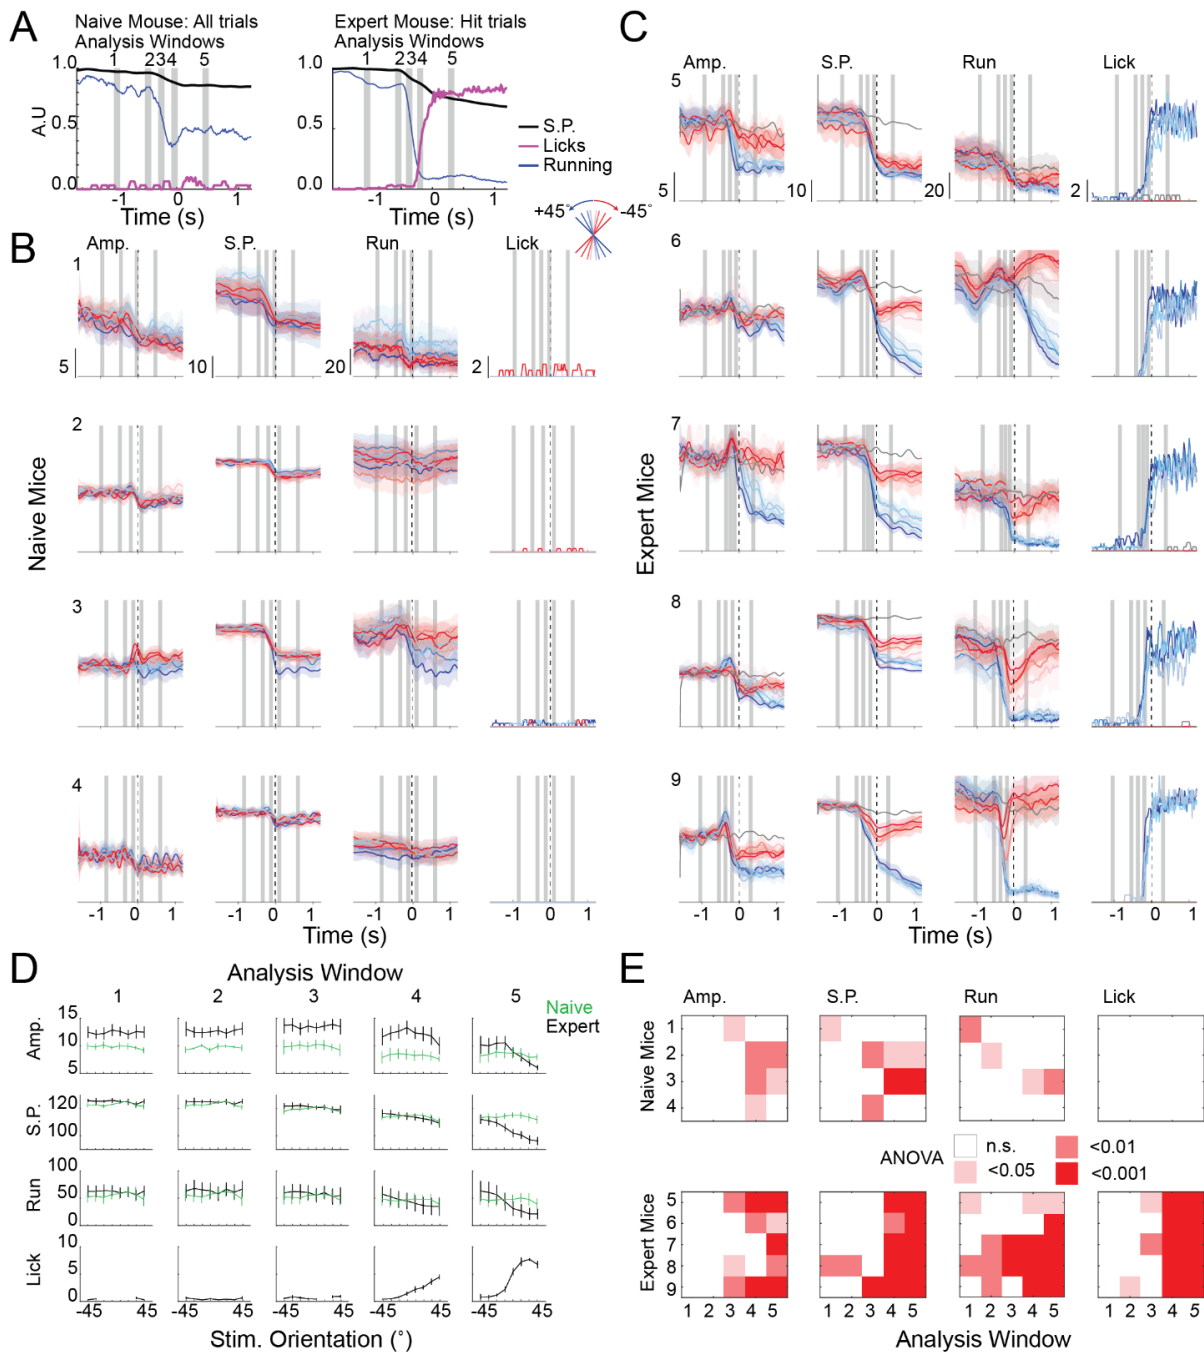 A
Naive Mouse: All trials
Analysis Windows
1 2 3 4 5
1.0
0.5
0.0
A.U
-1 0 1
Time (s)
Expert Mouse: Hit trials
Analysis Windows
1 2 3 4 5
1.0
0.5
0.0
-1 0 1
Time (s)
S.P.
Licks
Running
+45° -45°
B
Naive Mice
Amp. S.P. Run Lick
1
5 10 20 2
2
3
4
-1 0 1 -1 0 1 -1 0 1 -1 0 1
Time (s)
C
Expert Mice
Amp. S.P. Run Lick
5
5 10 20 2
6
7
8
9
-1 0 1 -1 0 1 -1 0 1 -1 0 1
Time (s)
D
Analysis Window
1 2 3 4 5
Naive
Expert
Amp.
15
10
5
S.P.
120
100
Run
100
50
0
Lick
10
5
0
-45 45 -45 45 -45 45 -45 45 -45 45
Stim. Orientation (°)
E
Amp. S.P. Run Lick
Naive Mice
1
2
3
4
ANOVA
n.s.
<0.05
<0.01
<0.001
Expert Mice
5
6
7
8
9
1 2 3 4 5 1 2 3 4 5 1 2 3 4 5 1 2 3 4 5
Analysis Window